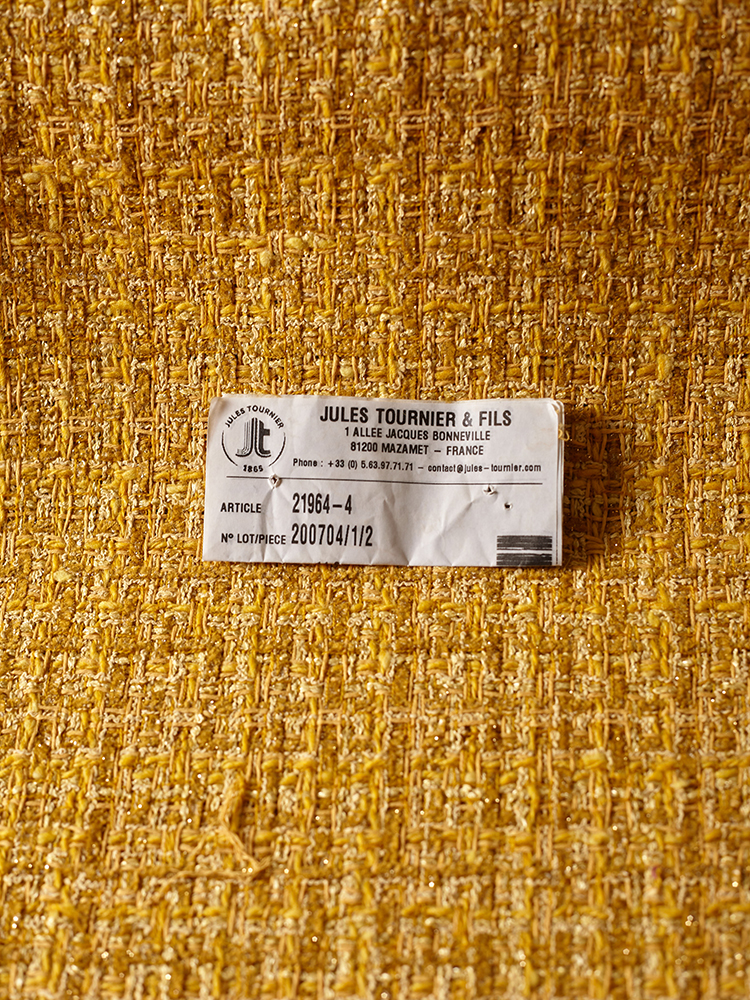 JULES TOURNIER
Jt
1865
JULES TOURNIER & FILS
1 ALLEE JACQUES BONNEVILLE
81200 MAZAMET – FRANCE
Phone : +33 (0) 5.63.97.71.71 – contact@jules-tournier.com
ARTICLE 21964-4
N° LOT/PIECE 200704/1/2